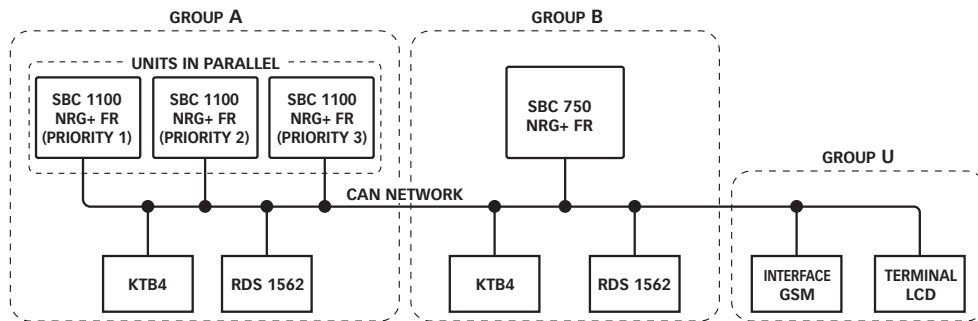 GROUP A
GROUP B
UNITS IN PARALLEL
SBC 1100
NRG+ FR
(PRIORITY 1)
SBC 1100
NRG+ FR
(PRIORITY 2)
SBC 1100
NRG+ FR
(PRIORITY 3)
SBC 750
NRG+ FR
GROUP U
CAN NETWORK
KTB4
RDS 1562
KTB4
RDS 1562
INTERFACE
GSM
TERMINAL
LCD